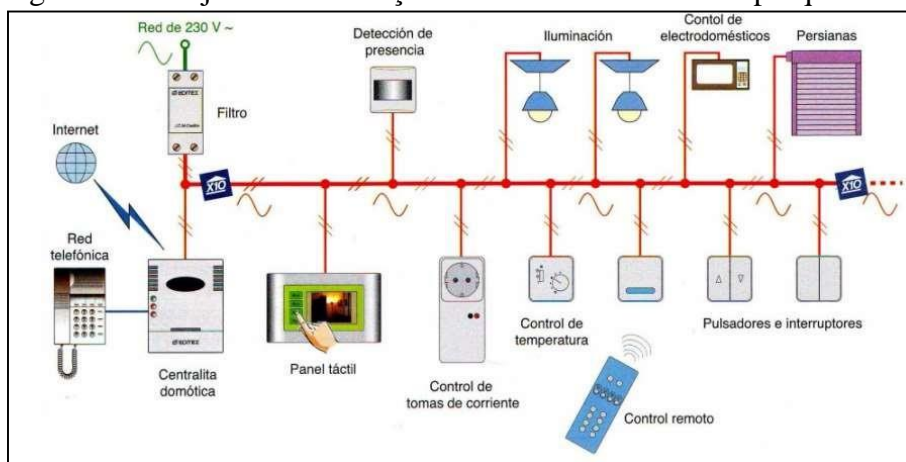 Red de 230 V ~
Detección de
presencia
Iluminación
Contol de
electrodomésticos
Persianas
Filtro
Internet
X10
X10
Red
telefónica
Centralita
domótica
Panel táctil
Control de
tomas de corriente
Control de
temperatura
Pulsadores e interruptores
Control remoto